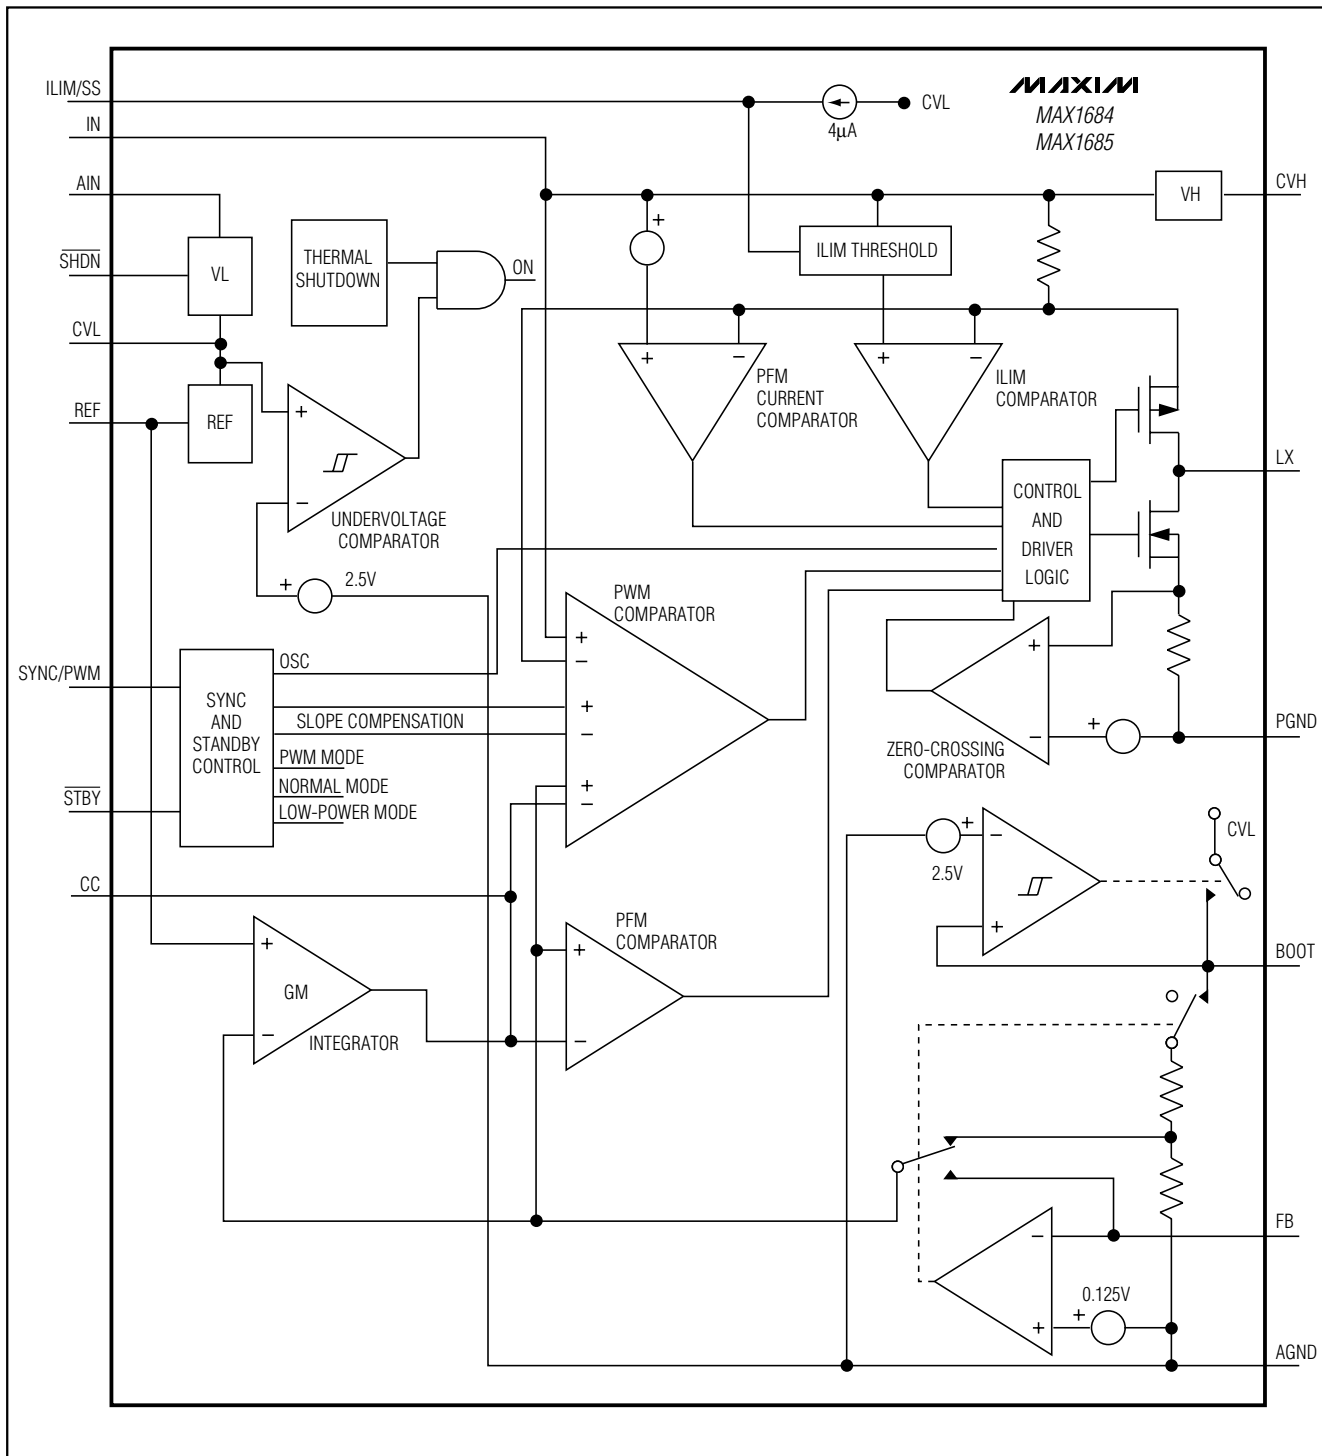 ILIM/SS
CVL
MAXIM
4µA
MAX1684
MAX1685
IN
AIN
VH
CVH
+
THERMAL
SHUTDOWN
ILIM THRESHOLD
SHDN
VL
ON
CVL
+
−
+
−
PFM
CURRENT
COMPARATOR
ILIM
COMPARATOR
REF
REF
+
−
UNDERVOLTAGE
COMPARATOR
LX
CONTROL
AND
DRIVER
LOGIC
+
2.5V
PWM
COMPARATOR
+
−
+
−
+
−
+
−
+
ZERO-CROSSING
COMPARATOR
PGND
SYNC/PWM
SYNC
AND
STANDBY
CONTROL
OSC
SLOPE COMPENSATION
PWM MODE
NORMAL MODE
LOW-POWER MODE
STBY
+
−
+
2.5V
CVL
CC
PFM
COMPARATOR
+
−
BOOT
+
−
GM
INTEGRATOR
−
+
FB
0.125V
+
AGND